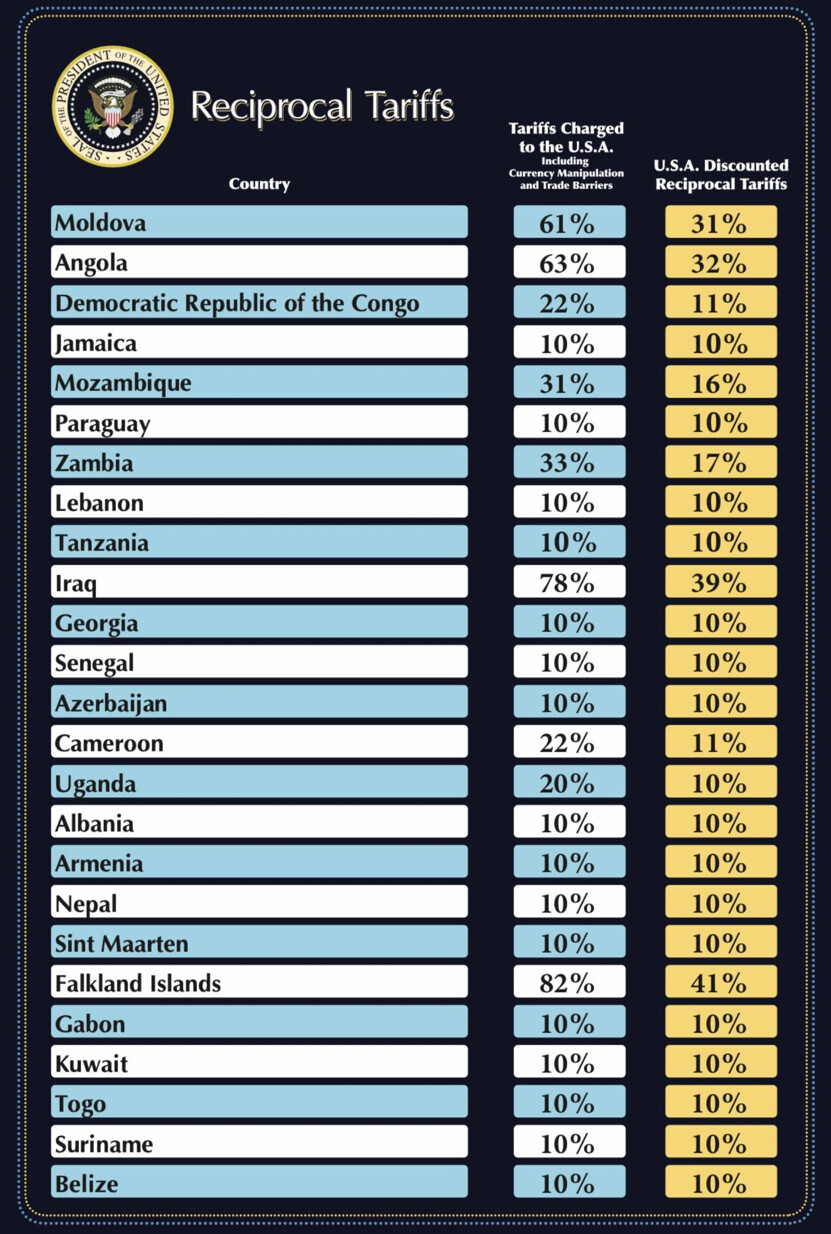 SEAL OF THE PRESIDENT OF THE UNITED STATES
Reciprocal Tariffs
Country
Tariffs Charged
to the U.S.A.
Including
Currency Manipulation
and Trade Barriers
U.S.A. Discounted
Reciprocal Tariffs
Moldova 61% 31%
Angola 63% 32%
Democratic Republic of the Congo 22% 11%
Jamaica 10% 10%
Mozambique 31% 16%
Paraguay 10% 10%
Zambia 33% 17%
Lebanon 10% 10%
Tanzania 10% 10%
Iraq 78% 39%
Georgia 10% 10%
Senegal 10% 10%
Azerbaijan 10% 10%
Cameroon 22% 11%
Uganda 20% 10%
Albania 10% 10%
Armenia 10% 10%
Nepal 10% 10%
Sint Maarten 10% 10%
Falkland Islands 82% 41%
Gabon 10% 10%
Kuwait 10% 10%
Togo 10% 10%
Suriname 10% 10%
Belize 10% 10%